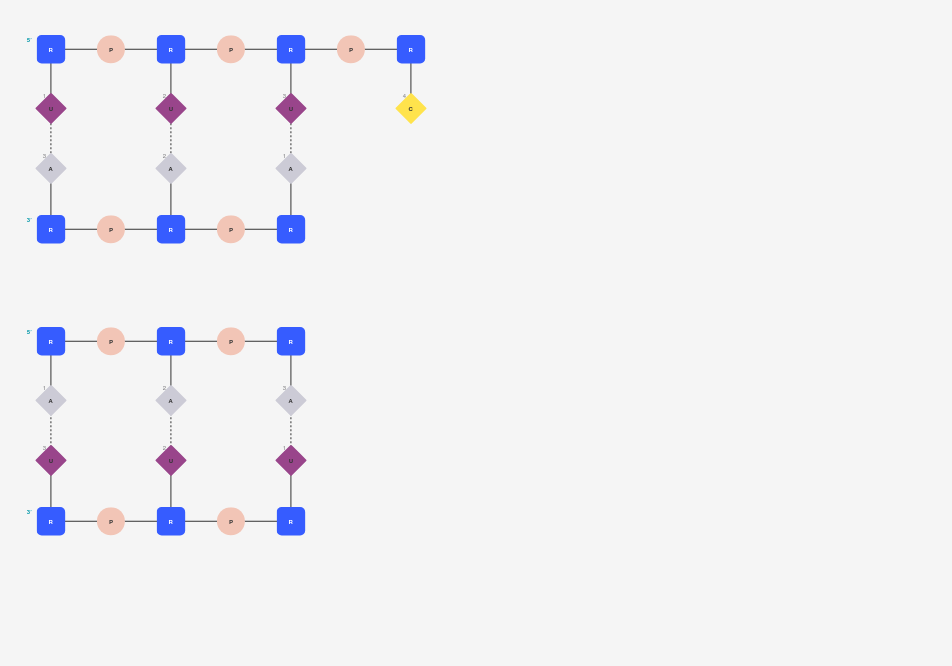 5' R P R P R P R
1 U 2 U 3 U 4 C
3 A 2 A 1 A
3' R P R P R
5' R P R P R
1 A 2 A 3 A
3 U 2 U 1 U
3' R P R P R